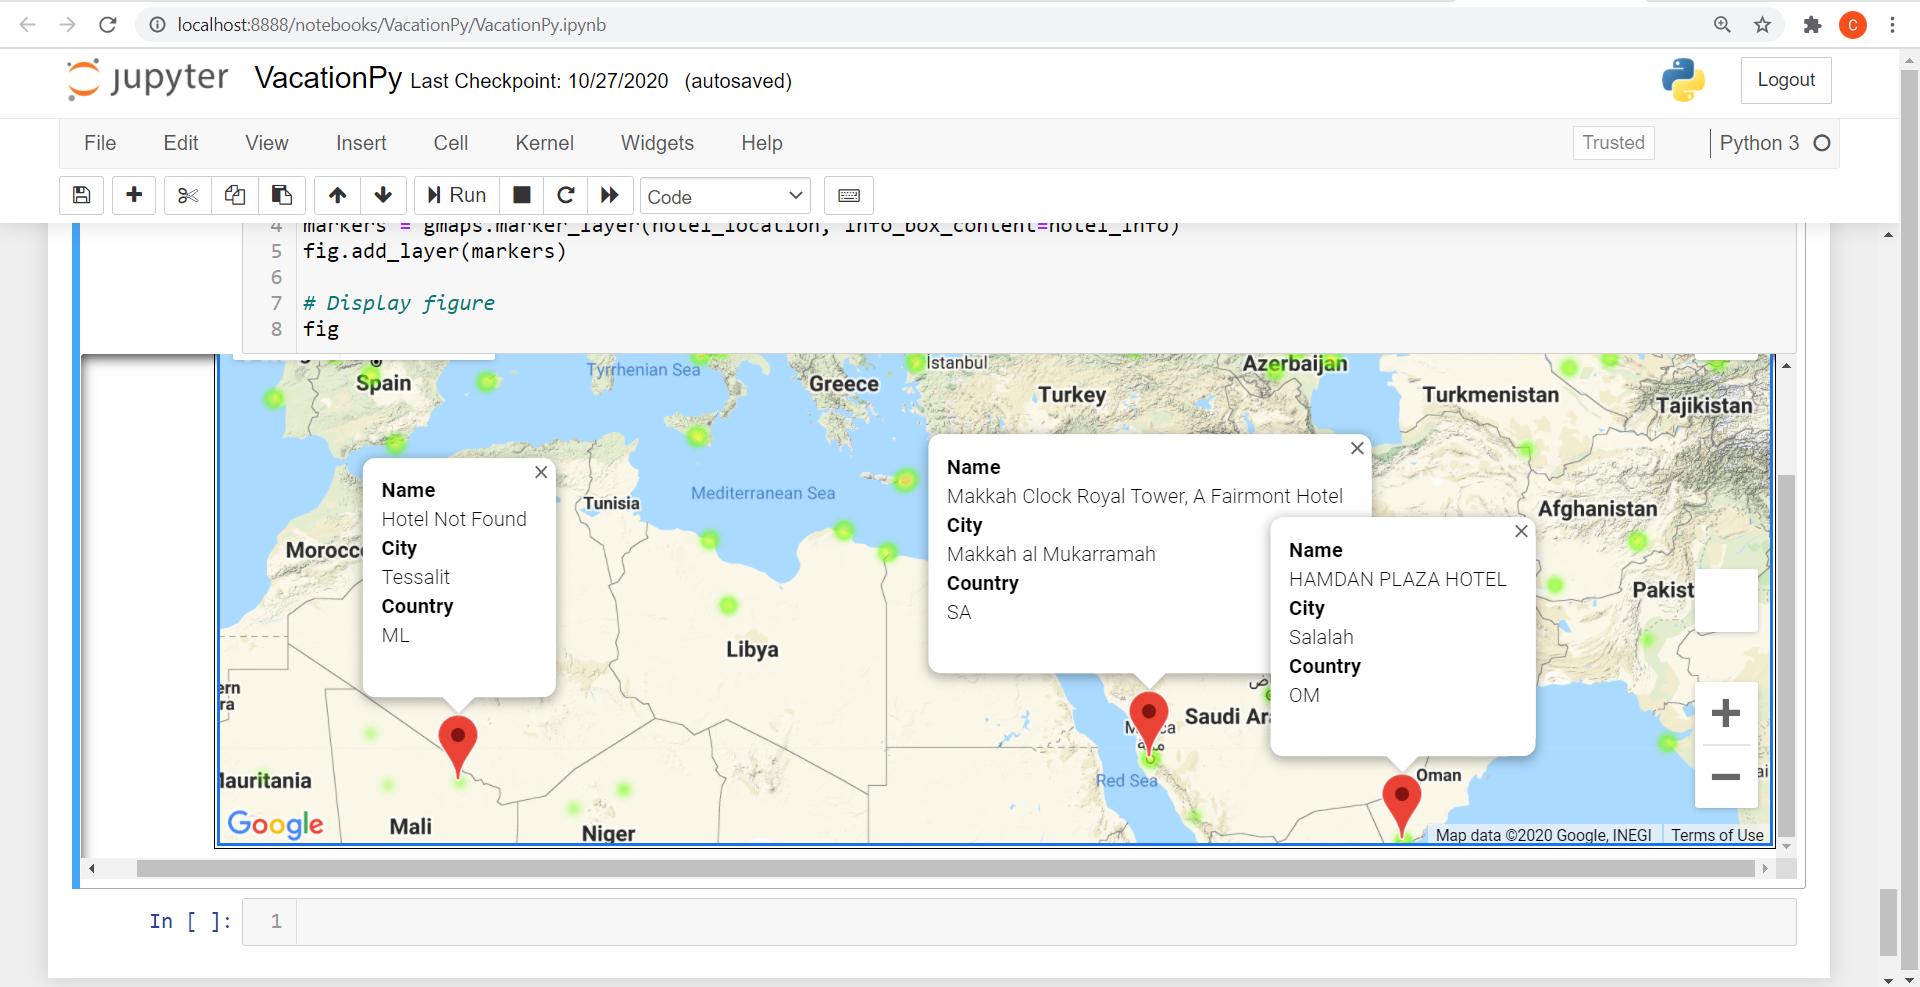 localhost:8888/notebooks/VacationPy/VacationPy.ipynb
C
jupyter VacationPy Last Checkpoint: 10/27/2020 (autosaved)
Logout
File Edit View Insert Cell Kernel Widgets Help
Trusted
Python 3
Run
Code
4 markers = gmaps.marker_layer(hotel_location, info_box_content=hotel_info)
5 fig.add_layer(markers)
6
7 # Display figure
8 fig
Tyrrhenian Sea
Istanbul
Azerbaijan
Spain
Greece
Turkey
Turkmenistan
Tajikistan
Name
Hotel Not Found
City
Tessalit
Country
ML
Tunisia
Mediterranean Sea
Morocc
Name
Makkah Clock Royal Tower, A Fairmont Hotel
City
Makkah al Mukarramah
Country
SA
Name
HAMDAN PLAZA HOTEL
City
Salalah
Country
OM
Afghanistan
Pakist
Libya
ern
ra
Saudi Ar
Red Sea
Oman
ai
lauritania
Google
Mali
Niger
Map data ©2020 Google, INEGI
Terms of Use
In [ ]: 1